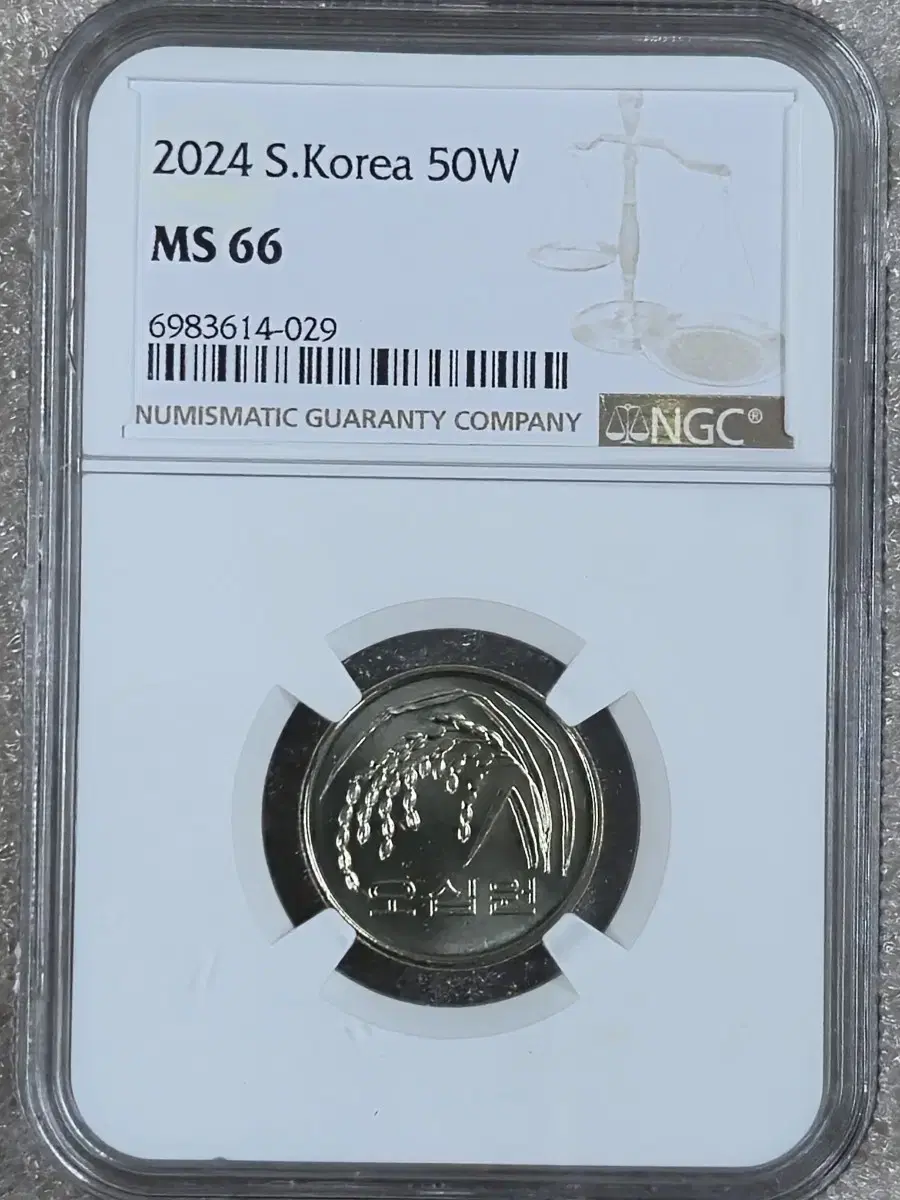 2024 S.Korea 50W
MS 66
6983614-029
NUMISMATIC GUARANTY COMPANY
NGC®
오십원